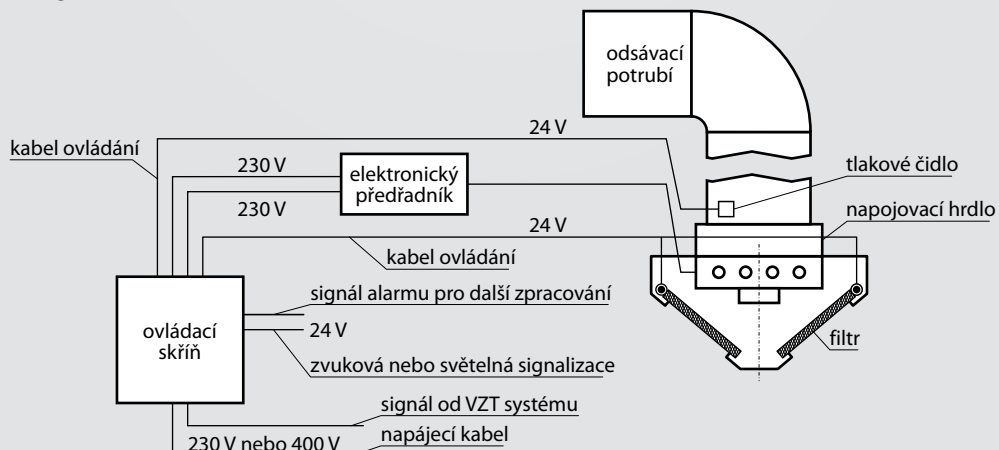 odsávací
potrubí
24 V
kabel ovládání
230 V
elektronický
předřadník
tlakové čidlo
230 V
napojovací hrdlo
24 V
kabel ovládání
signál alarmu pro další zpracování
ovládací
skříň
24 V
filtr
zvuková nebo světelná signalizace
signál od VZT systému
230 V nebo 400 V
napájecí kabel